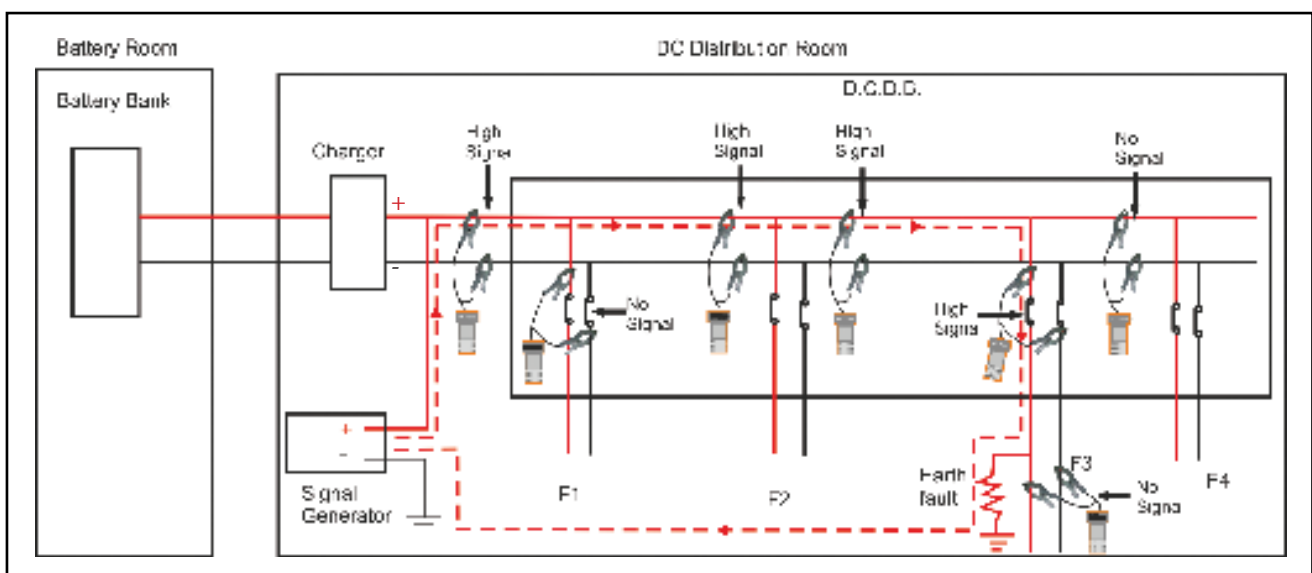 Battery Room
DC Distribution Room
Battery Bank
D.C.D.B.
Charger
High
Signal
High
Signal
High
Signal
No
Signal
+
-
No
Signal
High
Signal
+
-
Signal
Generator
F1
F2
Earth
fault
F3
No
Signal
F4